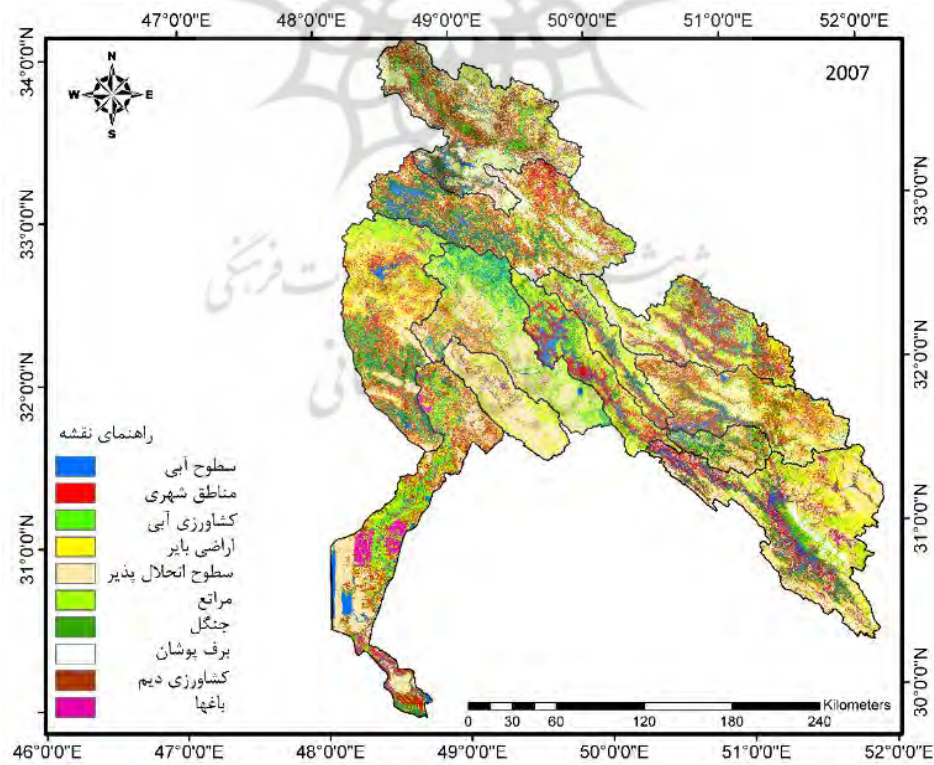 47°0'0"E 48°0'0"E 49°0'0"E 50°0'0"E 51°0'0"E 52°0'0"E
2007
N
W E
S
34°0'0"N
33°0'0"N
32°0'0"N
31°0'0"N
33°0'0"N
32°0'0"N
31°0'0"N
30°0'0"N
راهنمای نقشه
سطوح آبی
مناطق شهری
کشاورزی آبی
اراضی بایر
سطوح انحلال پذیر
مراتع
جنگل
برف پوشان
کشاورزی دیم
باغها
Kilometers
0 30 60 120 180 240
46°0'0"E 47°0'0"E 48°0'0"E 49°0'0"E 50°0'0"E 51°0'0"E 52°0'0"E